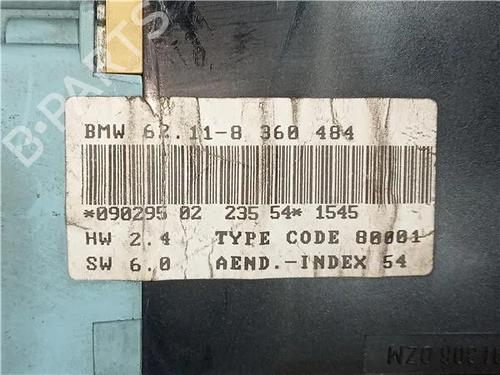 B-PARTS
BMW 62.11-8 360 484
*090295 02 235 54* 1545
HW 2.4 TYPE CODE 80001
SW 6.0 AEND.-INDEX 54